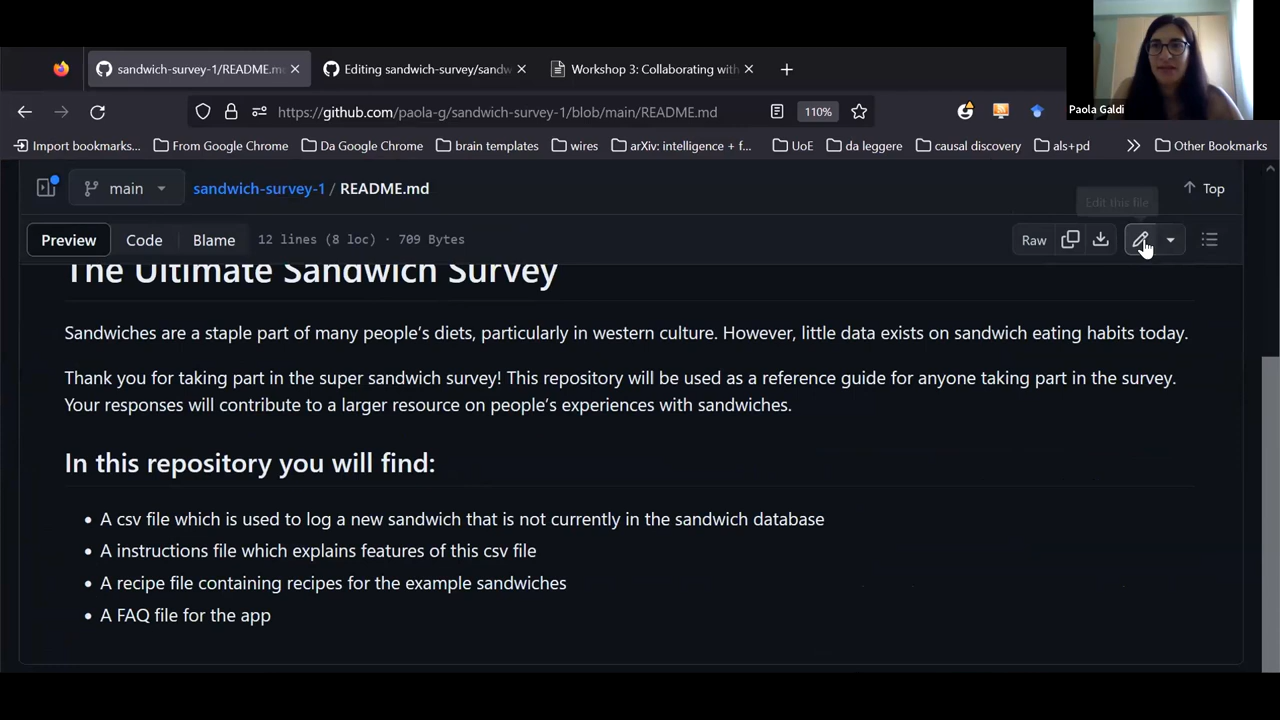 sandwich-survey-1/README.m
Editing sandwich-survey/sandw
Workshop 3: Collaborating with
Paola Galdi
https://github.com/paola-g/sandwich-survey-1/blob/main/README.md
110%
Import bookmarks...
From Google Chrome
Da Google Chrome
brain templates
wires
arXiv: intelligence + f...
UoE
da leggere
causal discovery
als+pd
Other Bookmarks
main
sandwich-survey-1 / README.md
Top
Edit this file
Preview
Code
Blame
12 lines (8 loc) · 709 Bytes
Raw
The Ultimate Sandwich Survey
Sandwiches are a staple part of many people’s diets, particularly in western culture. However, little data exists on sandwich eating habits today.
Thank you for taking part in the super sandwich survey! This repository will be used as a reference guide for anyone taking part in the survey.
Your responses will contribute to a larger resource on people’s experiences with sandwiches.
In this repository you will find:
• A csv file which is used to log a new sandwich that is not currently in the sandwich database
• A instructions file which explains features of this csv file
• A recipe file containing recipes for the example sandwiches
• A FAQ file for the app